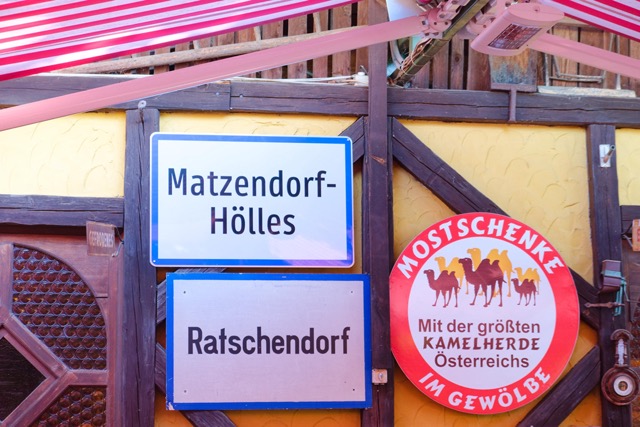 Matzendorf-
Hölles
Ratschendorf
MOSTSCHENKE
Mit der größten
KAMELHERDE
Österreichs
IM GEWÖLBE